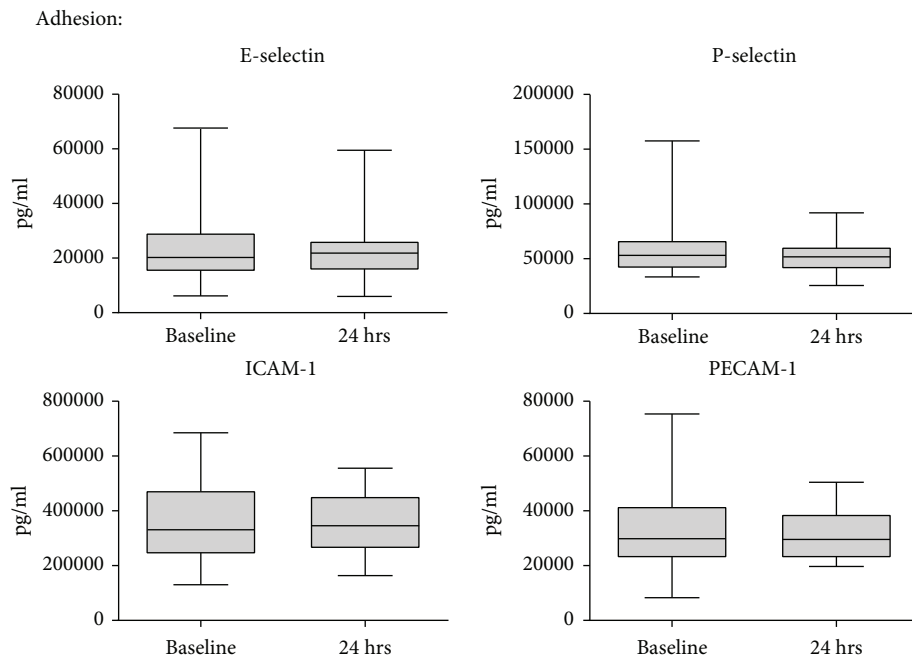 Adhesion:
E-selectin
80000
60000
40000
20000
0
pg/ml
Baseline
24 hrs
P-selectin
200000
150000
100000
50000
0
pg/ml
Baseline
24 hrs
ICAM-1
800000
600000
400000
200000
0
pg/ml
Baseline
24 hrs
PECAM-1
80000
60000
40000
20000
0
pg/ml
Baseline
24 hrs